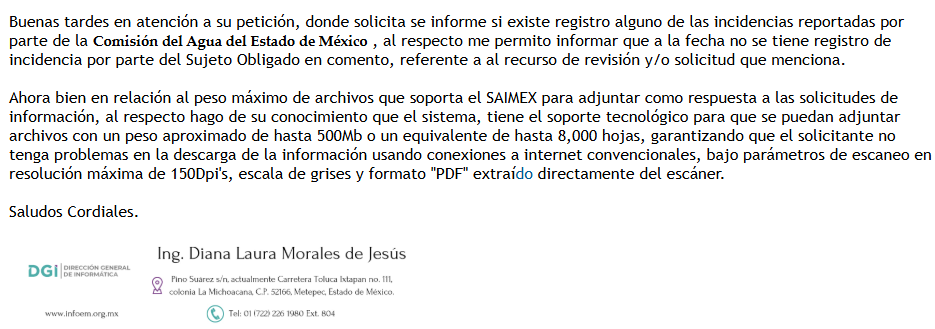 Buenas tardes en atención a su petición, donde solicita se informe si existe registro alguno de las incidencias reportadas por
parte de la Comisión del Agua del Estado de México , al respecto me permito informar que a la fecha no se tiene registro de
incidencia por parte del Sujeto Obligado en comento, referente a al recurso de revisión y/o solicitud que menciona.
Ahora bien en relación al peso máximo de archivos que soporta el SAIMEX para adjuntar como respuesta a las solicitudes de
información, al respecto hago de su conocimiento que el sistema, tiene el soporte tecnológico para que se puedan adjuntar
archivos con un peso aproximado de hasta 500Mb o un equivalente de hasta 8,000 hojas, garantizando que el solicitante no
tenga problemas en la descarga de la información usando conexiones a internet convencionales, bajo parámetros de escaneo en
resolución máxima de 150Dpi's, escala de grises y formato "PDF" extraído directamente del escáner.
Saludos Cordiales.
Ing. Diana Laura Morales de Jesús
DGi DIRECCIÓN GENERAL
DE INFORMÁTICA
Pino Suárez s/n, actualmente Carretera Toluca Ixtapan no. 111,
colonia La Michoacana, C.P. 52166, Metepec, Estado de México.
www.infoem.org.mx
Tel: 01 (722) 226 1980 Ext. 804